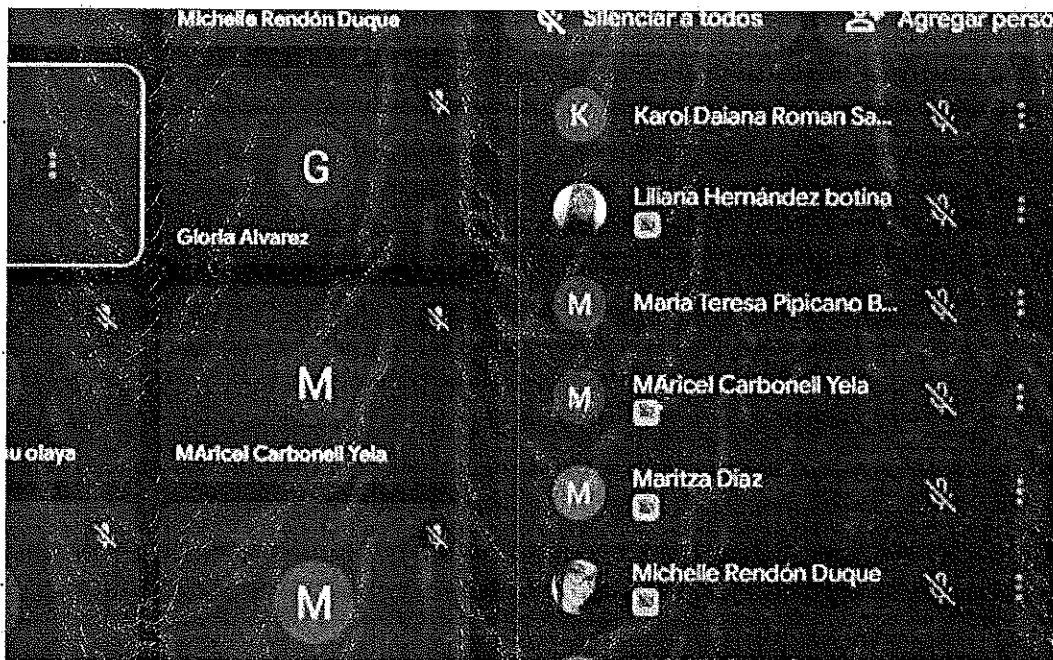 Michelle Rendón Duque
G
Gloria Alvarez
M
u olaya
MAricel Carbonell Yela
M
Silenciar a todos
Agregar perso
K
Karol Daiana Roman Sa...
Liliana Hernández botina
M
Maria Teresa Pipicano B...
M
MAricel Carbonell Yela
M
Maritza Diaz
Michelle Rendón Duque